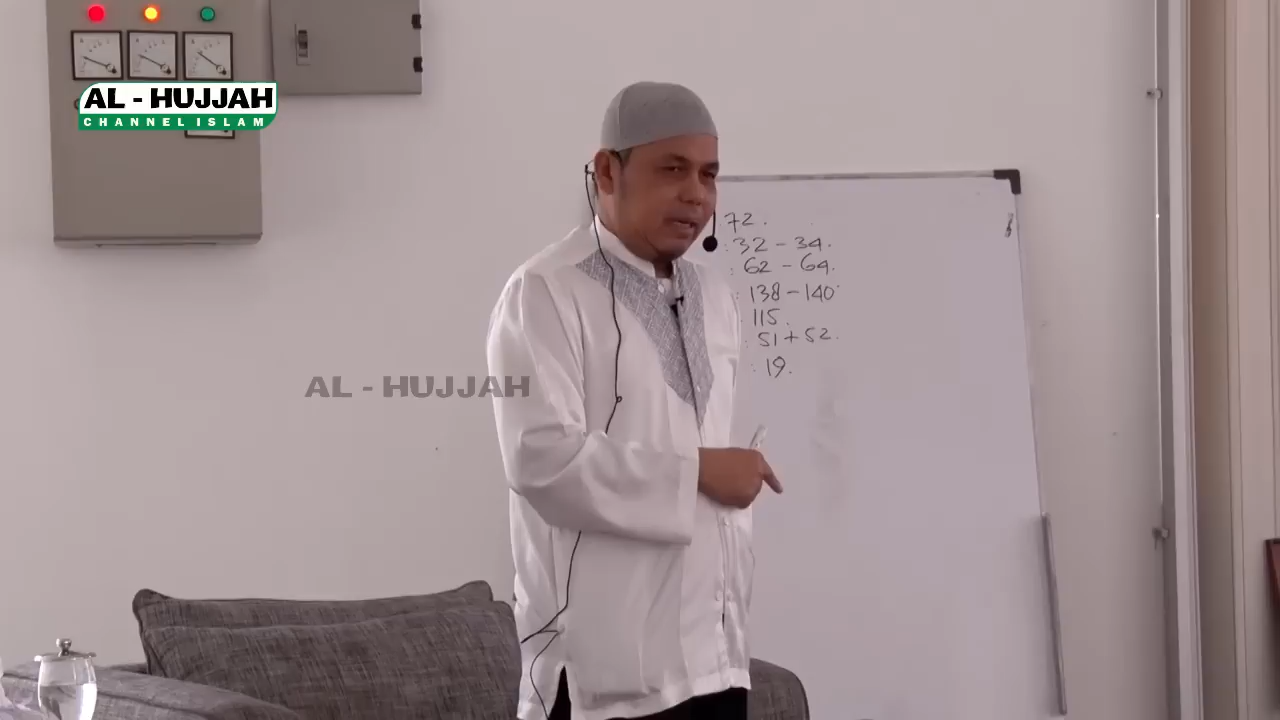 AL - HUJJAH
CHANNEL ISLAM
72.
: 32 - 34.
: 62 - 64.
: 138 - 140
115.
: 51 + 52.
: 19.
AL - HUJJAH